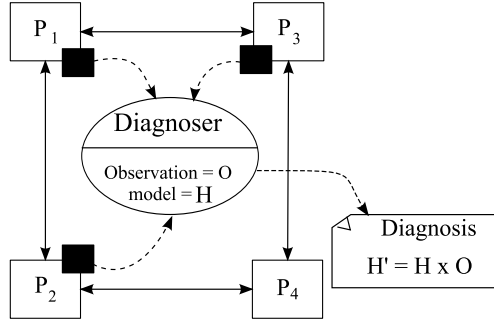 P1
P3
Diagnoser
Observation = O
model = H
Diagnosis
H' = H x O
P2
P4